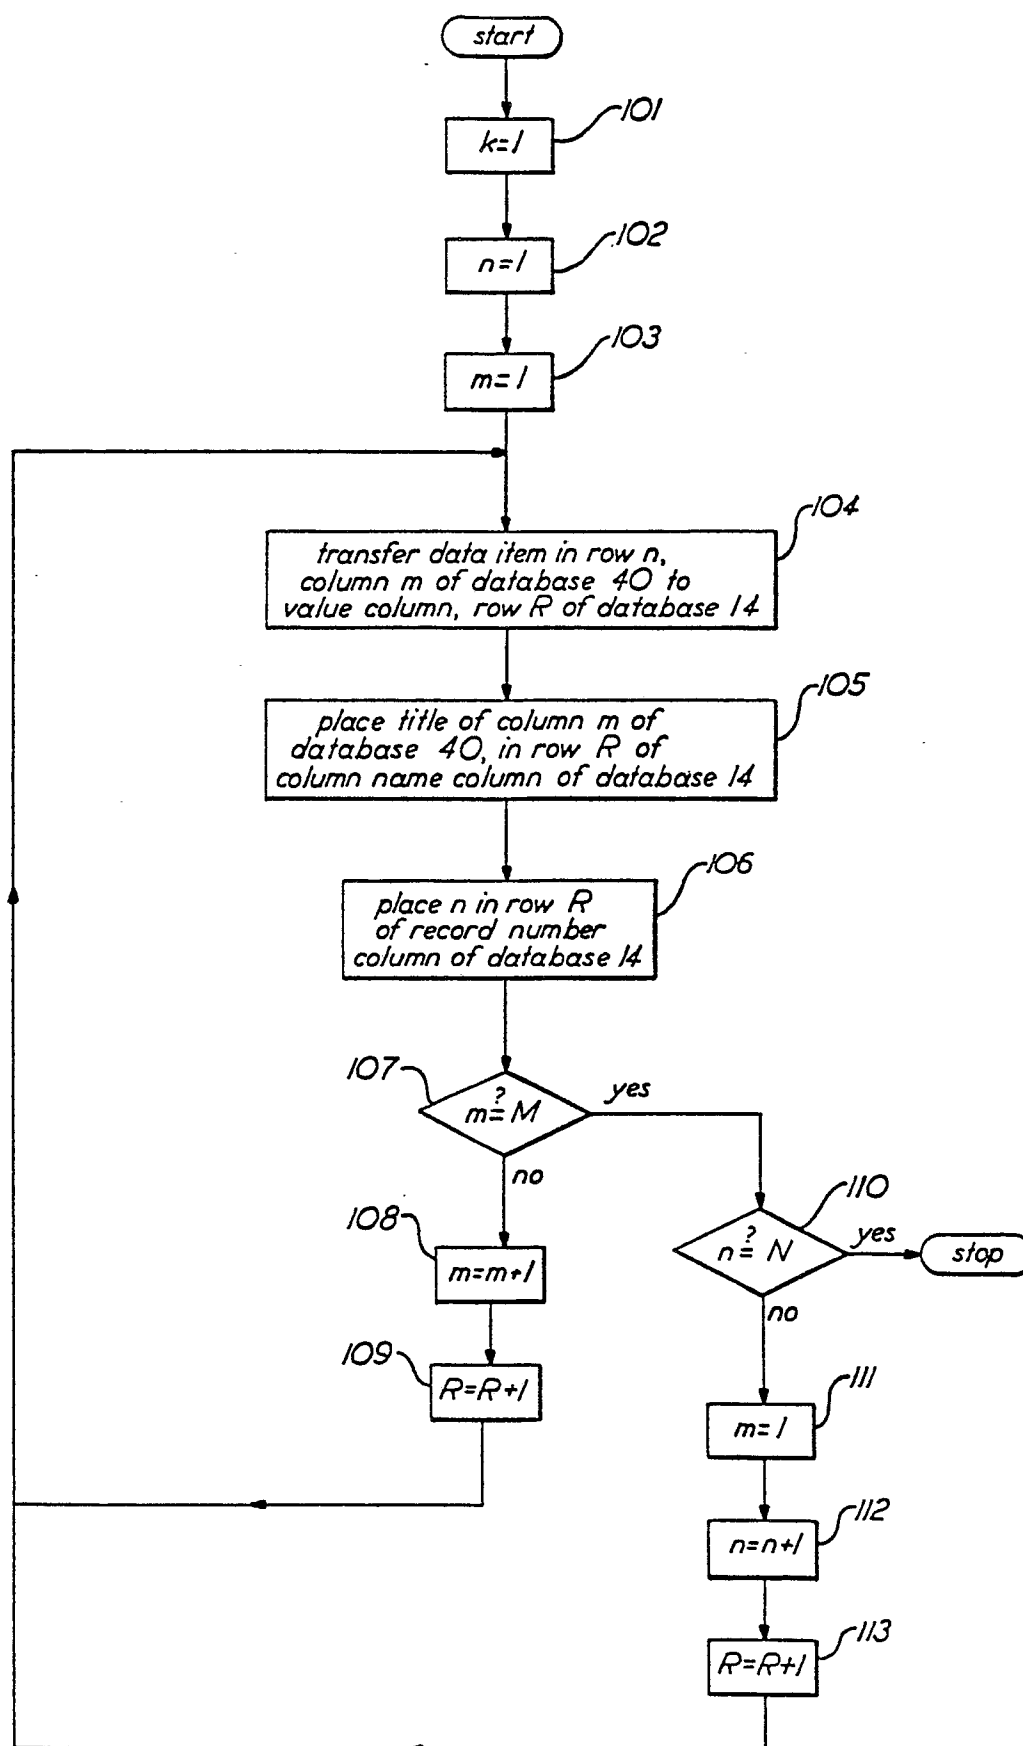 start
101
k=1
102
n=1
103
m=1
104
transfer data item in row n,
column m of database 40 to
value column, row R of database 14
105
place title of column m of
database 40, in row R of
column name column of database 14
106
place n in row R
of record number
column of database 14
107
m ?= M
yes
no
110
n ?= N
yes
stop
no
108
m=m+1
109
R=R+1
111
m=1
112
n=n+1
113
R=R+1